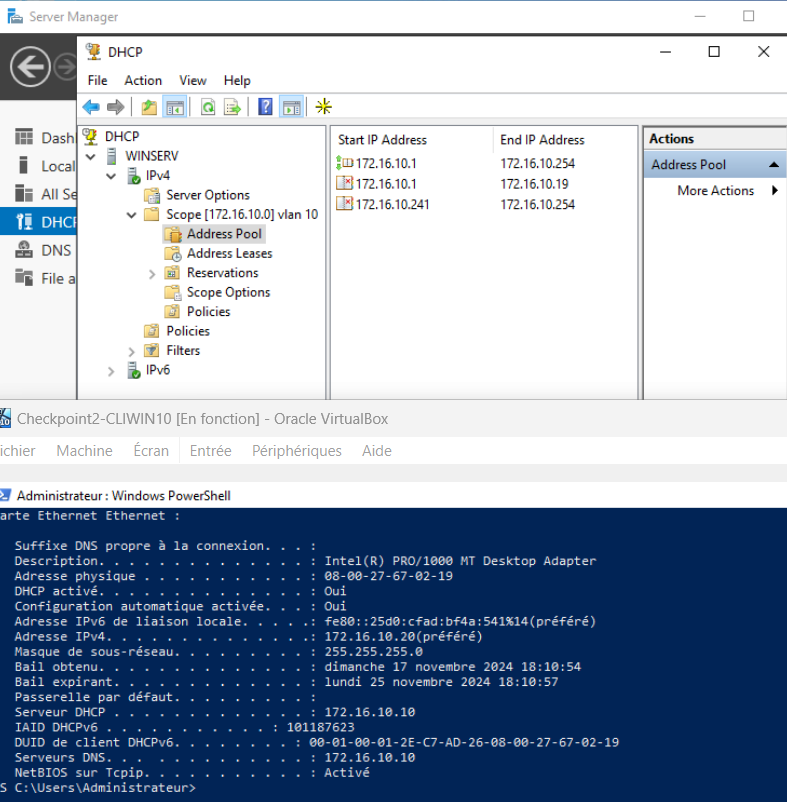 Server Manager
DHCP
File Action View Help
Dash
Local
All Se
DHCP
DNS
File a
DHCP
WINSERV
IPv4
Server Options
Scope [172.16.10.0] vlan 10
Address Pool
Address Leases
Reservations
Scope Options
Policies
Policies
Filters
IPv6
Start IP Address End IP Address
172.16.10.1 172.16.10.254
172.16.10.1 172.16.10.19
172.16.10.241 172.16.10.254
Actions
Address Pool
More Actions
Checkpoint2-CLIWIN10 [En fonction] - Oracle VirtualBox
ichier Machine Écran Entrée Périphériques Aide
Administrateur : Windows PowerShell
arte Ethernet Ethernet :
Suffixe DNS propre à la connexion. . . :
Description. . . . . . . . . . . . . . : Intel(R) PRO/1000 MT Desktop Adapter
Adresse physique . . . . . . . . . . . : 08-00-27-67-02-19
DHCP activé. . . . . . . . . . . . . . : Oui
Configuration automatique activée. . . : Oui
Adresse IPv6 de liaison locale. . . . .: fe80::25d0:cfad:bf4a:541%14(préféré)
Adresse IPv4. . . . . . . . . . . . . .: 172.16.10.20(préféré)
Masque de sous-réseau. . . . . . . . . : 255.255.255.0
Bail obtenu. . . . . . . . . . . . . . : dimanche 17 novembre 2024 18:10:54
Bail expirant. . . . . . . . . . . . . : lundi 25 novembre 2024 18:10:57
Passerelle par défaut. . . . . . . . . :
Serveur DHCP . . . . . . . . . . . . . : 172.16.10.10
IAID DHCPv6 . . . . . . . . . . . : 101187623
DUID de client DHCPv6. . . . . . . . : 00-01-00-01-2E-C7-AD-26-08-00-27-67-02-19
Serveurs DNS. . . . . . . . . . . . . : 172.16.10.10
NetBIOS sur Tcpip. . . . . . . . . . . : Activé
S C:\Users\Administrateur>